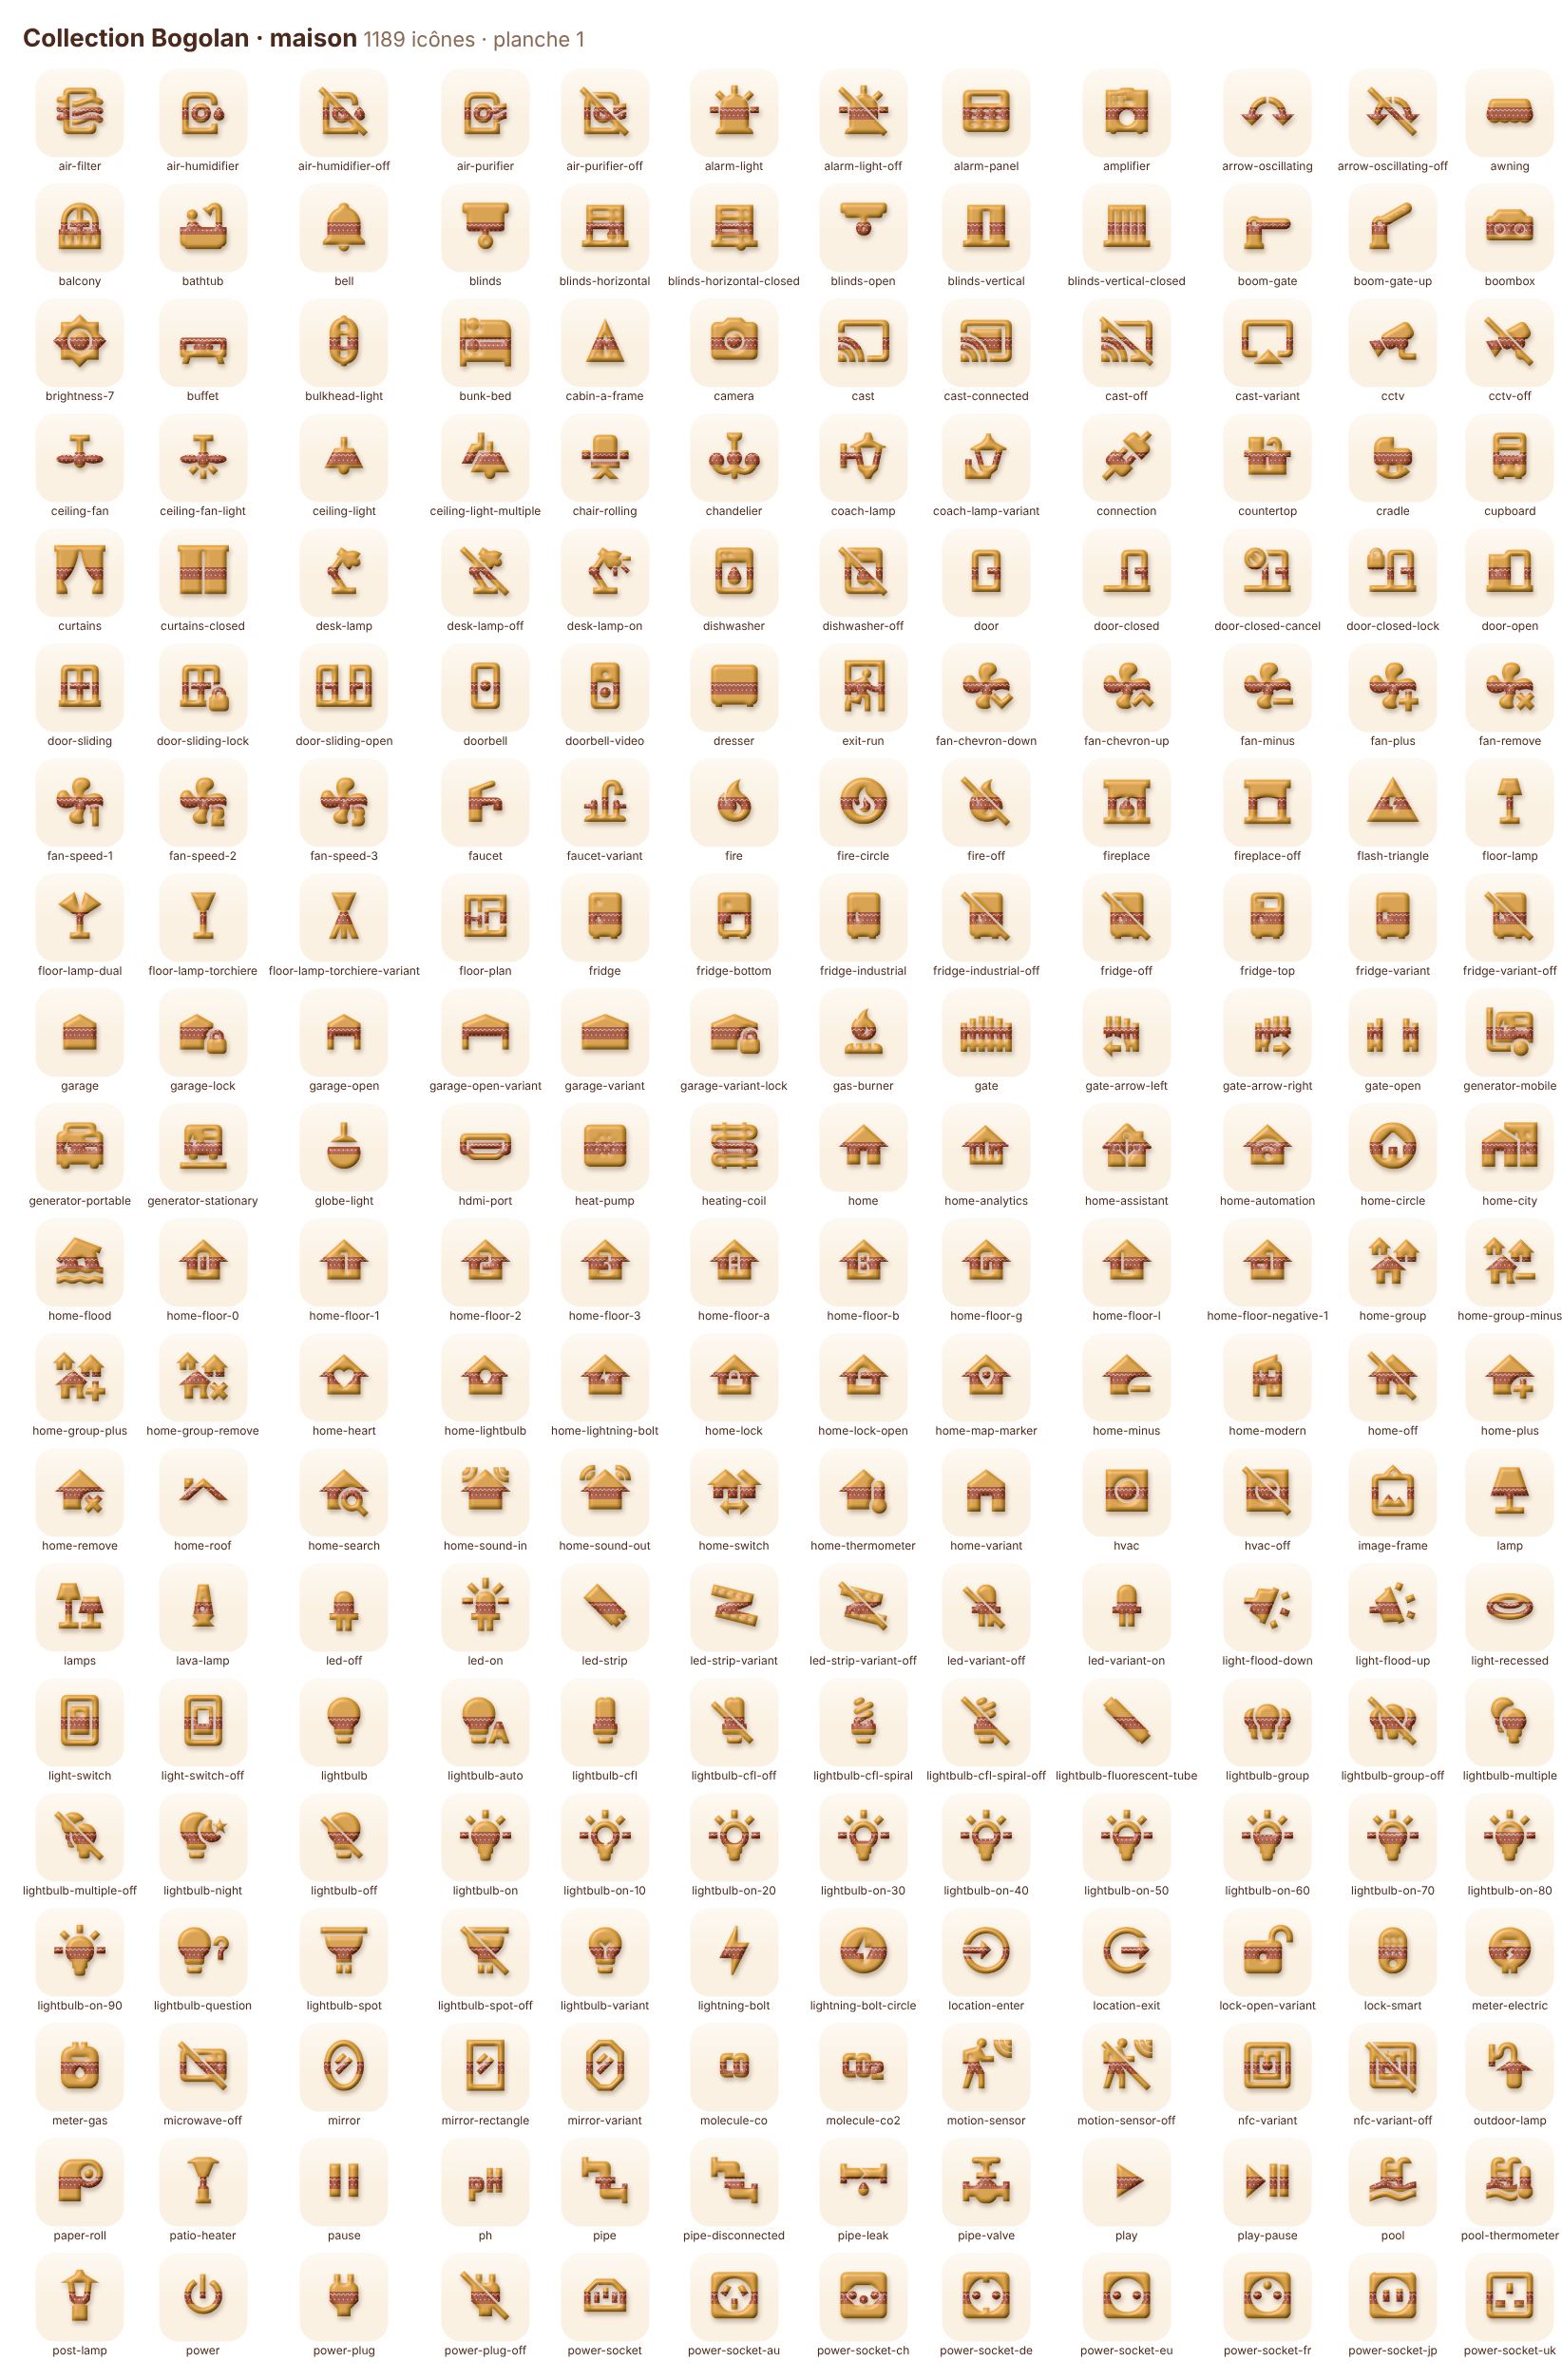 Collection Bogolan · maison 1189 icônes · planche 1
air-filter air-humidifier air-humidifier-off air-purifier air-purifier-off alarm-light alarm-light-off alarm-panel amplifier arrow-oscillating arrow-oscillating-off awning
balcony bathtub bell blinds blinds-horizontal blinds-horizontal-closed blinds-open blinds-vertical blinds-vertical-closed boom-gate boom-gate-up boombox
brightness-7 buffet bulkhead-light bunk-bed cabin-a-frame camera cast cast-connected cast-off cast-variant cctv cctv-off
ceiling-fan ceiling-fan-light ceiling-light ceiling-light-multiple chair-rolling chandelier coach-lamp coach-lamp-variant connection countertop cradle cupboard
curtains curtains-closed desk-lamp desk-lamp-off desk-lamp-on dishwasher dishwasher-off door door-closed door-closed-cancel door-closed-lock door-open
door-sliding door-sliding-lock door-sliding-open doorbell doorbell-video dresser exit-run fan-chevron-down fan-chevron-up fan-minus fan-plus fan-remove
fan-speed-1 fan-speed-2 fan-speed-3 faucet faucet-variant fire fire-circle fire-off fireplace fireplace-off flash-triangle floor-lamp
floor-lamp-dual floor-lamp-torchiere floor-lamp-torchiere-variant floor-plan fridge fridge-bottom fridge-industrial fridge-industrial-off fridge-off fridge-top fridge-variant fridge-variant-off
garage garage-lock garage-open garage-open-variant garage-variant garage-variant-lock gas-burner gate gate-arrow-left gate-arrow-right gate-open generator-mobile
generator-portable generator-stationary globe-light hdmi-port heat-pump heating-coil home home-analytics home-assistant home-automation home-circle home-city
home-flood home-floor-0 home-floor-1 home-floor-2 home-floor-3 home-floor-a home-floor-b home-floor-g home-floor-l home-floor-negative-1 home-group home-group-minus
home-group-plus home-group-remove home-heart home-lightbulb home-lightning-bolt home-lock home-lock-open home-map-marker home-minus home-modern home-off home-plus
home-remove home-roof home-search home-sound-in home-sound-out home-switch home-thermometer home-variant hvac hvac-off image-frame lamp
lamps lava-lamp led-off led-on led-strip led-strip-variant led-strip-variant-off led-variant-off led-variant-on light-flood-down light-flood-up light-recessed
light-switch light-switch-off lightbulb lightbulb-auto lightbulb-cfl lightbulb-cfl-off lightbulb-cfl-spiral lightbulb-cfl-spiral-off lightbulb-fluorescent-tube lightbulb-group lightbulb-group-off lightbulb-multiple
lightbulb-multiple-off lightbulb-night lightbulb-off lightbulb-on lightbulb-on-10 lightbulb-on-20 lightbulb-on-30 lightbulb-on-40 lightbulb-on-50 lightbulb-on-60 lightbulb-on-70 lightbulb-on-80
lightbulb-on-90 lightbulb-question lightbulb-spot lightbulb-spot-off lightbulb-variant lightning-bolt lightning-bolt-circle location-enter location-exit lock-open-variant lock-smart meter-electric
meter-gas microwave-off mirror mirror-rectangle mirror-variant molecule-co molecule-co2 motion-sensor motion-sensor-off nfc-variant nfc-variant-off outdoor-lamp
paper-roll patio-heater pause ph pipe pipe-disconnected pipe-leak pipe-valve play play-pause pool pool-thermometer
post-lamp power power-plug power-plug-off power-socket power-socket-au power-socket-ch power-socket-de power-socket-eu power-socket-fr power-socket-jp power-socket-uk